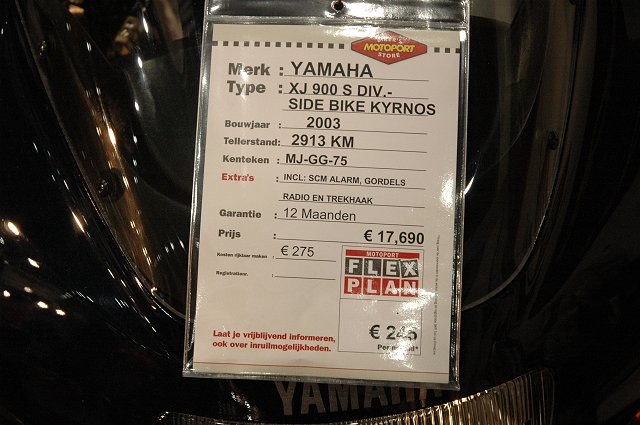 MOTOPORT
STORE
Merk : YAMAHA
Type : XJ 900 S DIV.-
SIDE BIKE KYRNOS
Bouwjaar : 2003
Tellerstand: 2913 KM
Kenteken : MJ-GG-75
Extra's : INCL: SCM ALARM, GORDELS
RADIO EN TREKHAAK
Garantie : 12 Maanden
Prijs : € 17,690
Kosten rijklaar maken : € 275
Registratienr. :
MOTOPORT
FLEX
PLAN
€ 245
Per maand*
Laat je vrijblijvend informeren,
ook over inruilmogelijkheden.
YAMAHA